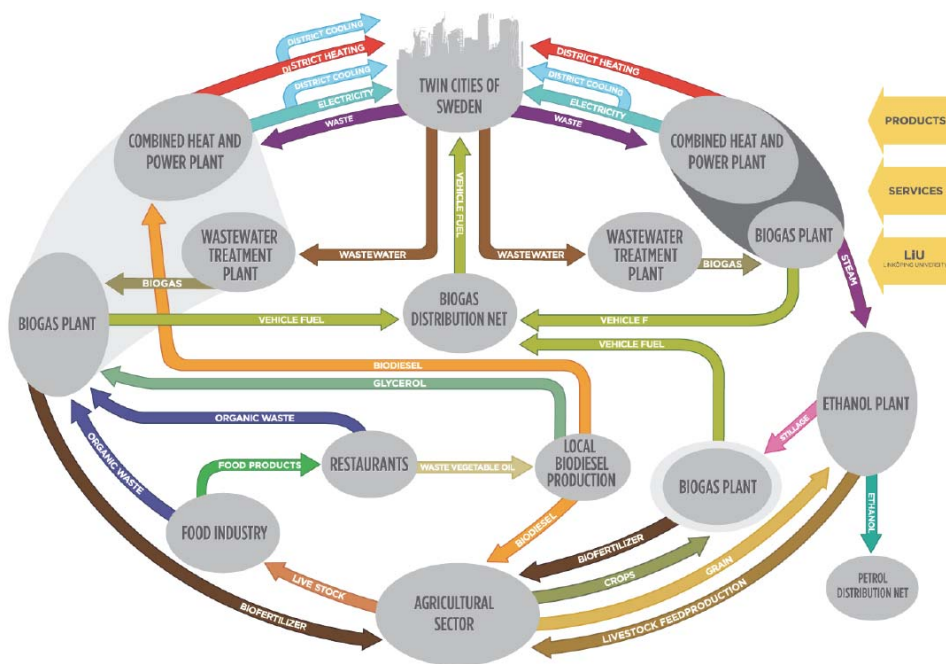 DISTRICT COOLING
DISTRICT HEATING
DISTRICT COOLING
ELECTRICITY
WASTE
TWIN CITIES OF
SWEDEN
DISTRICT HEATING
DISTRICT COOLING
ELECTRICITY
WASTE
COMBINED HEAT AND
POWER PLANT
COMBINED HEAT AND
POWER PLANT
PRODUCTS
SERVICES
LiU
LINKÖPING UNIVERSITY
VEHICLE FUEL
WASTEWATER
TREATMENT
PLANT
WASTEWATER
WASTEWATER
WASTEWATER
TREATMENT
PLANT
BIOGAS
BIOGAS PLANT
STEAM
BIOGAS
BIOGAS PLANT
VEHICLE FUEL
BIOGAS
DISTRIBUTION NET
VEHICLE F
VEHICLE FUEL
BIODIESEL
GLYCEROL
ORGANIC WASTE
ORGANIC WASTE
FOOD PRODUCTS
RESTAURANTS
WASTE VEGETABLE OIL
LOCAL
BIODIESEL
PRODUCTION
BIOGAS PLANT
STILLAGE
ETHANOL PLANT
ETHANOL
FOOD INDUSTRY
BIODIESEL
BIOFERTILIZER
CROPS
GRAIN
LIVESTOCK FEEDPRODUCTION
PETROL
DISTRIBUTION NET
LIVE STOCK
AGRICULTURAL
SECTOR
BIOFERTILIZER